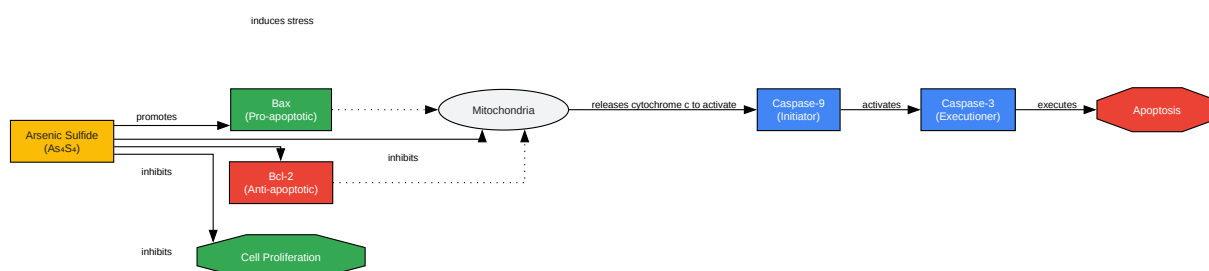 induces stress
Bax
(Pro-apoptotic)
promotes
Arsenic Sulfide
(As₄S₄)
Mitochondria
releases cytochrome c to activate
Caspase-9
(Initiator)
activates
Caspase-3
(Executioner)
executes
Apoptosis
inhibits
inhibits
Bcl-2
(Anti-apoptotic)
inhibits
Cell Proliferation